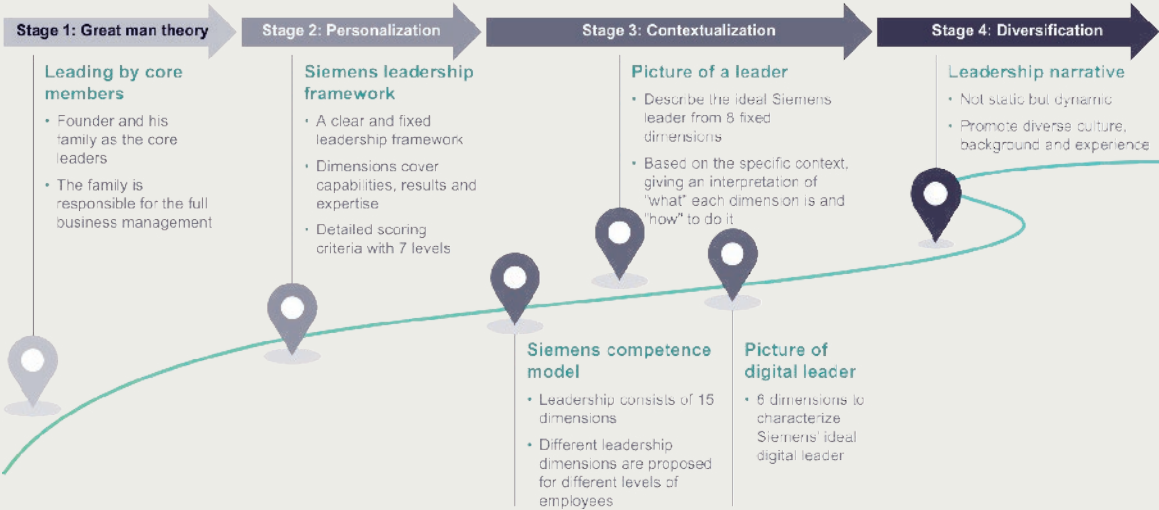 Stage 1: Great man theory
Stage 2: Personalization
Stage 3: Contextualization
Stage 4: Diversification
Leading by core
members
• Founder and his
family as the core
leaders
• The family is
responsible for the full
business management
Siemens leadership
framework
• A clear and fixed
leadership framework
• Dimensions cover
capabilities, results and
expertise
• Detailed scoring
criteria with 7 levels
Picture of a leader
• Describe the ideal Siemens
leader from 8 fixed
dimensions
• Based on the specific context,
giving an interpretation of
"what" each dimension is and
"how" to do it
Leadership narrative
• Not static but dynamic
• Promote diverse culture,
background and experience
Siemens competence
model
• Leadership consists of 15
dimensions
• Different leadership
dimensions are proposed
for different levels of
employees
Picture of
digital leader
• 6 dimensions to
characterize
Siemens' ideal
digital leader